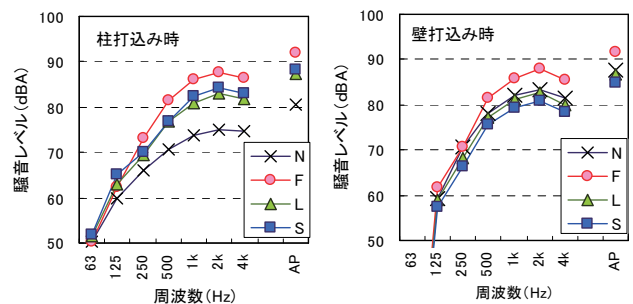 柱打込み時
騒音レベル(dBA)
100
90
80
70
60
50
63
125
250
500
1k
2k
4k
AP
周波数(Hz)
N
F
L
S
壁打込み時
騒音レベル(dBA)
100
90
80
70
60
50
63
125
250
500
1k
2k
4k
AP
周波数(Hz)
N
F
L
S